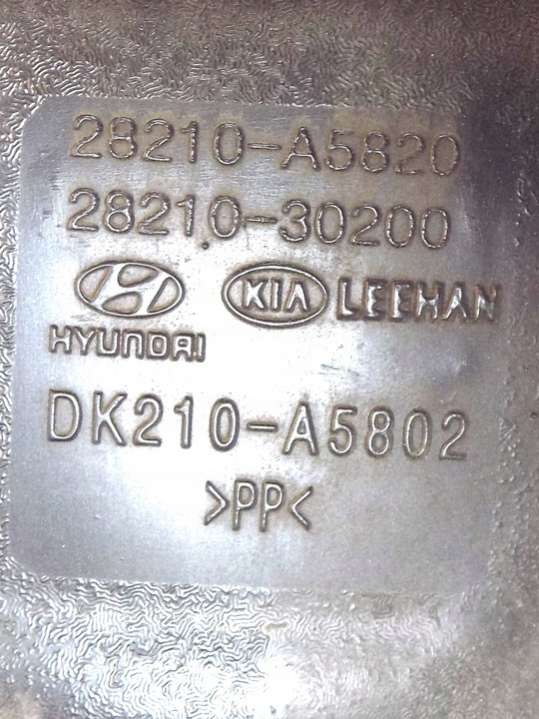 28210-A5820
28210-30200
HYUNDAI KIA LEEHAN
DK210-A5802
>PP<